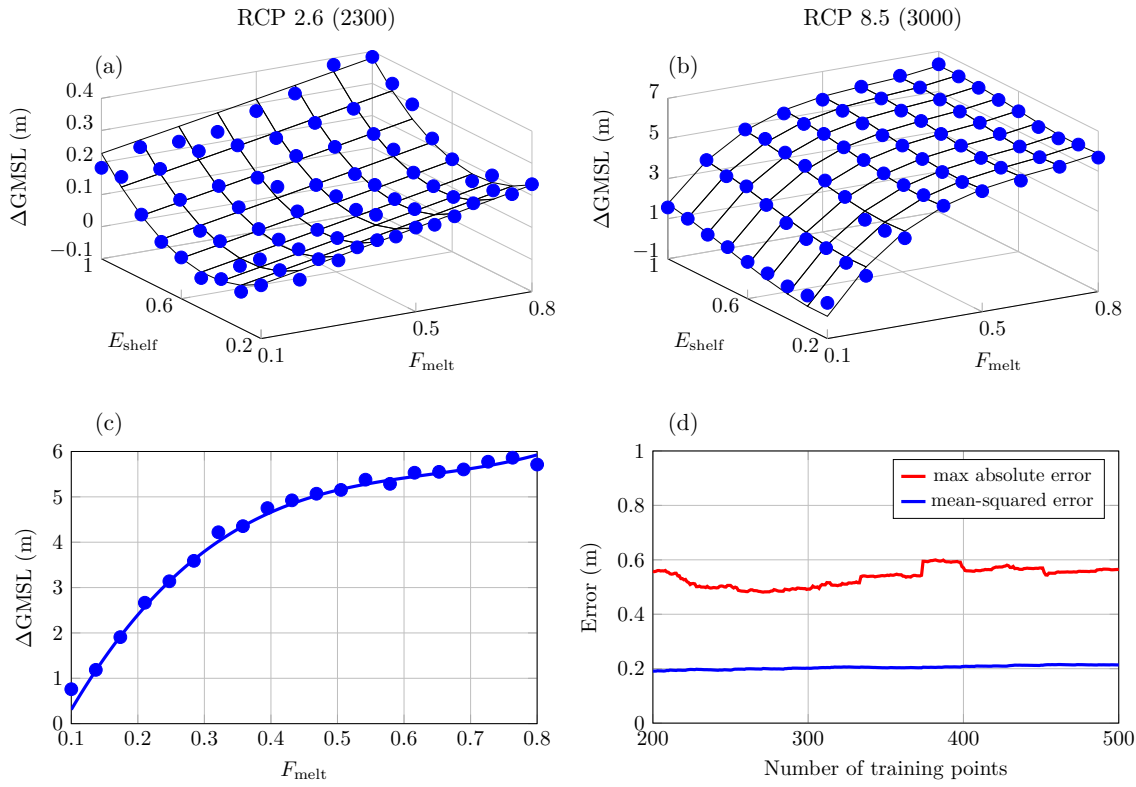 RCP 2.6 (2300)
RCP 8.5 (3000)
(a)
ΔGMSL (m)
0.4
0.3
0.2
0.1
0
−0.1
1
0.6
0.2
E_shelf
0.1
0.5
0.8
F_melt
(b)
ΔGMSL (m)
7
5
3
1
−1
1
0.6
0.2
E_shelf
0.1
0.5
0.8
F_melt
(c)
ΔGMSL (m)
6
5
4
3
2
1
0
0.1 0.2 0.3 0.4 0.5 0.6 0.7 0.8
F_melt
(d)
Error (m)
1
0.8
0.6
0.4
0.2
0
max absolute error
mean-squared error
200 300 400 500
Number of training points